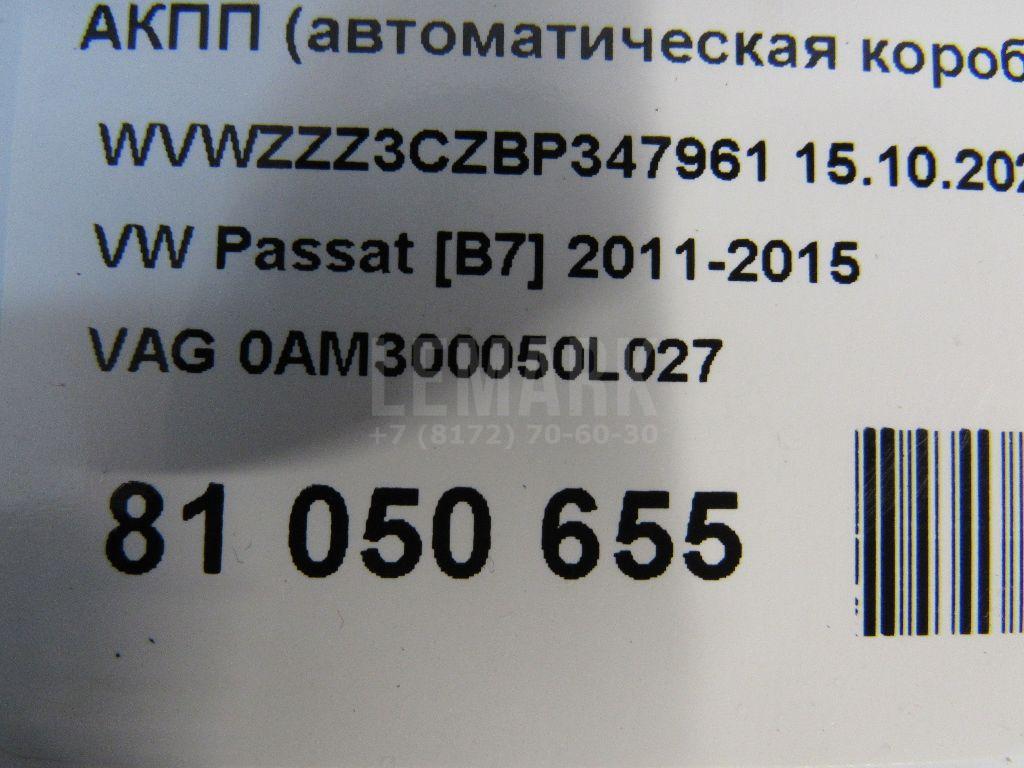 АКПП (автоматическая короб
WVWZZZ3CZBP347961 15.10.202
VW Passat [B7] 2011-2015
VAG 0AM300050L027
LEMARK
+7 (8172) 70-60-30
81 050 655